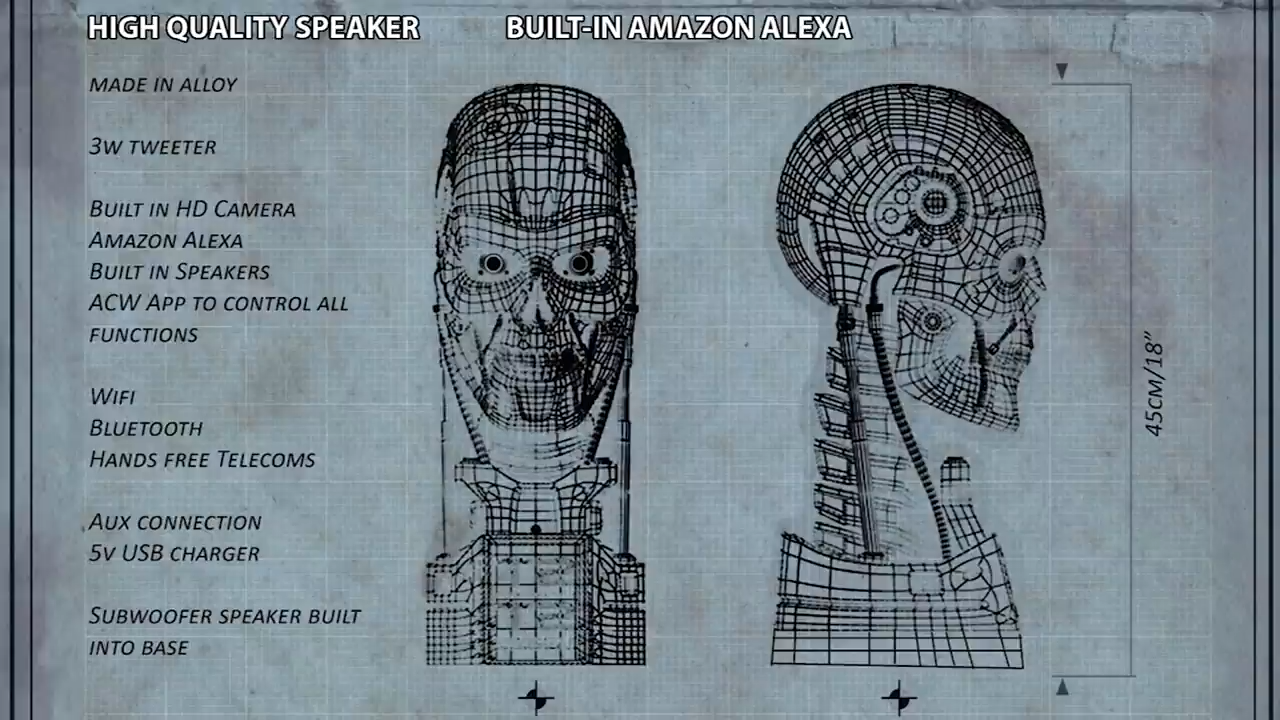 HIGH QUALITY SPEAKER
BUILT-IN AMAZON ALEXA
MADE IN ALLOY
3W TWEETER
BUILT IN HD CAMERA
AMAZON ALEXA
BUILT IN SPEAKERS
ACW APP TO CONTROL ALL
FUNCTIONS
WIFI
BLUETOOTH
HANDS FREE TELECOMS
AUX CONNECTION
5V USB CHARGER
SUBWOOFER SPEAKER BUILT
INTO BASE
45CM/18″